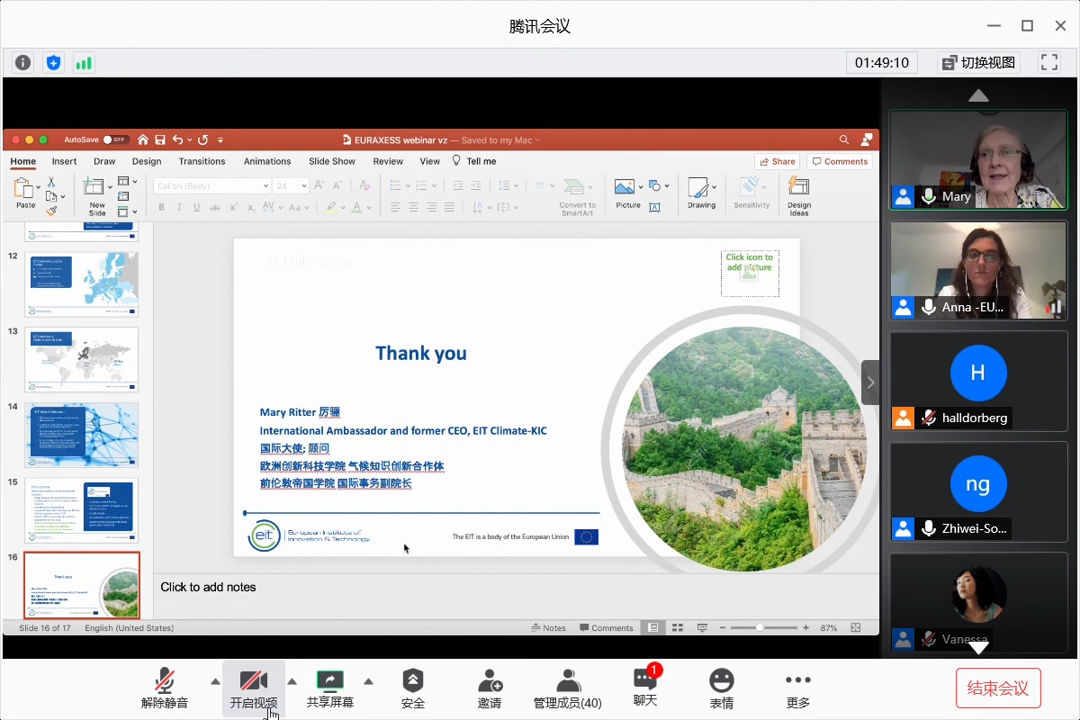 腾讯会议
01:49:10
切换视图
AutoSave OFF
EURAXESS webinar vz — Saved to my Mac
Home Insert Draw Design Transitions Animations Slide Show Review View Tell me
Share Comments
Paste
New
Slide
Calibri (Body) 24
Convert to
SmartArt
Picture
Drawing
Sensitivity
Design
Ideas
12
13
14
15
16
Thank you
Click icon to
add picture
Thank you
Mary Ritter 厉骊
International Ambassador and former CEO, EIT Climate-KIC
国际大使; 顾问
欧洲创新科技学院 气候知识创新合作体
前伦敦帝国学院 国际事务副院长
eit
European Institute of
Innovation & Technology
The EIT is a body of the European Union
Click to add notes
Slide 16 of 17 English (United States)
Notes Comments 87%
Mary
Anna -EU...
H
halldorberg
ng
Zhiwei-So...
Vanessa
解除静音
开启视频
共享屏幕
安全
邀请
管理成员(40)
1
聊天
表情
更多
结束会议